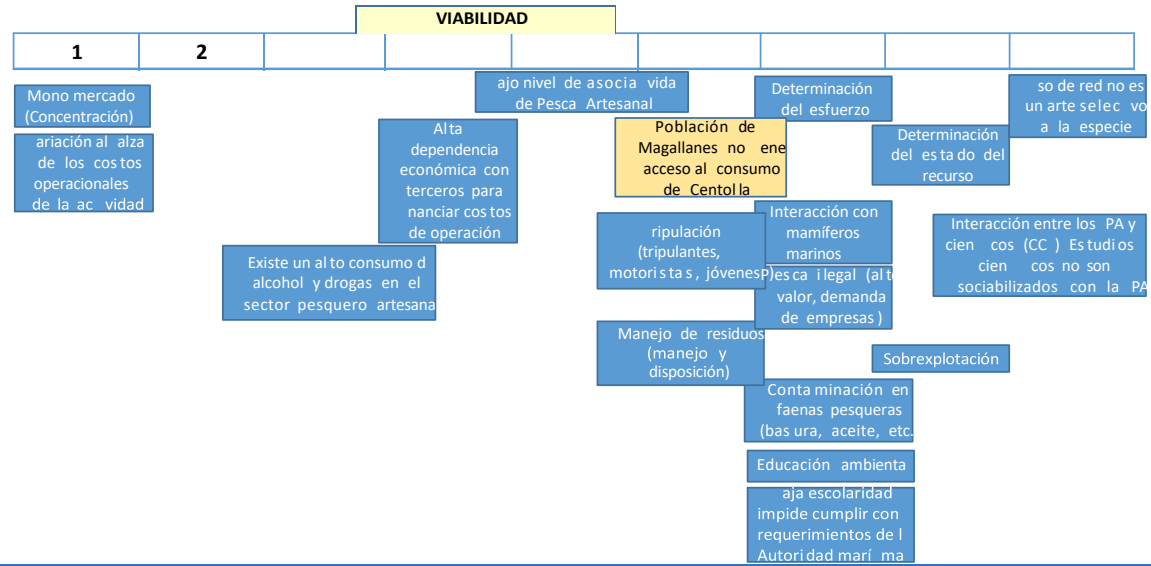 VIABILIDAD
1
2
Mono mercado
(Concentración)
ariación al alza
de los costos
operacionales
de la ac vidad
Existe un alto consumo d
alcohol y drogas en el
sector pesquero artesana
Alta
dependencia
económica con
terceros para
nanciar costos
de operación
ajo nivel de asocia vida
de Pesca Artesanal
Población de
Magallanes no ene
acceso al consumo
de Centolla
ripulación
(tripulantes,
motoristas, jóvenes)
Manejo de residuos
(manejo y
disposición)
Determinación
del esfuerzo
Interacción con
mamíferos
marinos
Pesca ilegal (alto
valor, demanda
de empresas)
Contaminación en
faenas pesqueras
(basura, aceite, etc.
Educación ambienta
aja escolaridad
impide cumplir con
requerimientos de l
Autoridad marí ma
Determinación
del estado del
recurso
Sobrexplotación
so de red no es
un arte selec vo
a la especie
Interacción entre los PA y
cien cos (CC ) Estudios
cien cos no son
sociabilizados con la PA